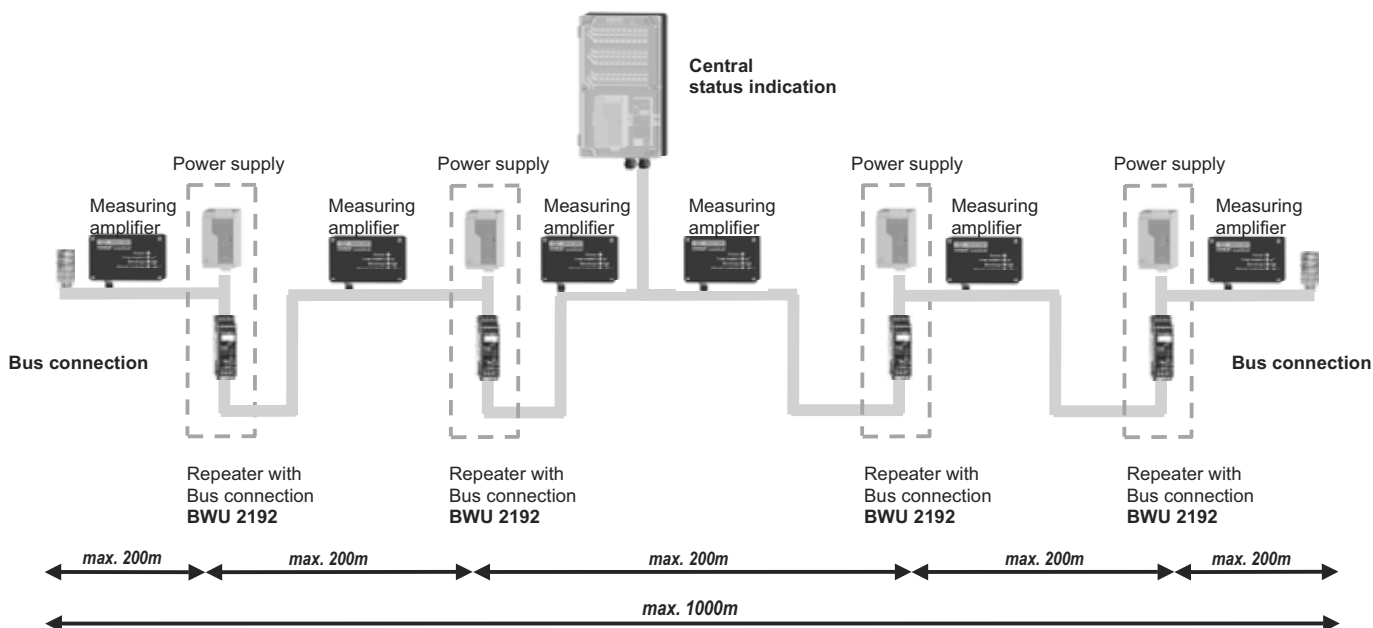 Central
status indication
Power supply
Power supply
Power supply
Power supply
Measuring
amplifier
Measuring
amplifier
Measuring
amplifier
Measuring
amplifier
Measuring
amplifier
Measuring
amplifier
Bus connection
Bus connection
Repeater with
Bus connection
BWU 2192
Repeater with
Bus connection
BWU 2192
Repeater with
Bus connection
BWU 2192
Repeater with
Bus connection
BWU 2192
max. 200m
max. 200m
max. 200m
max. 200m
max. 200m
max. 1000m